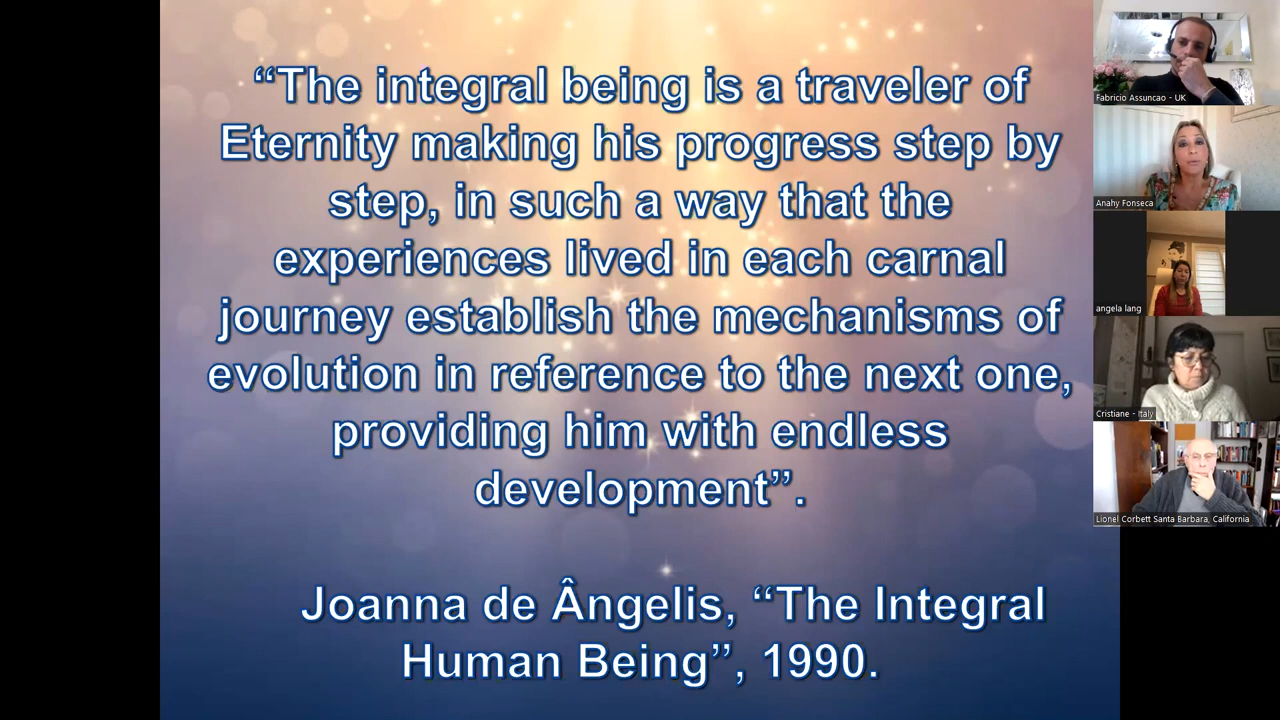 “The integral being is a traveler of
Eternity making his progress step by
step, in such a way that the
experiences lived in each carnal
journey establish the mechanisms of
evolution in reference to the next one,
providing him with endless
development”.
Joanna de Ângelis, “The Integral
Human Being”, 1990.
Fabricio Assuncao - UK
Anahy Fonseca
angela lang
Cristiane - Italy
Lionel Corbett Santa Barbara, California